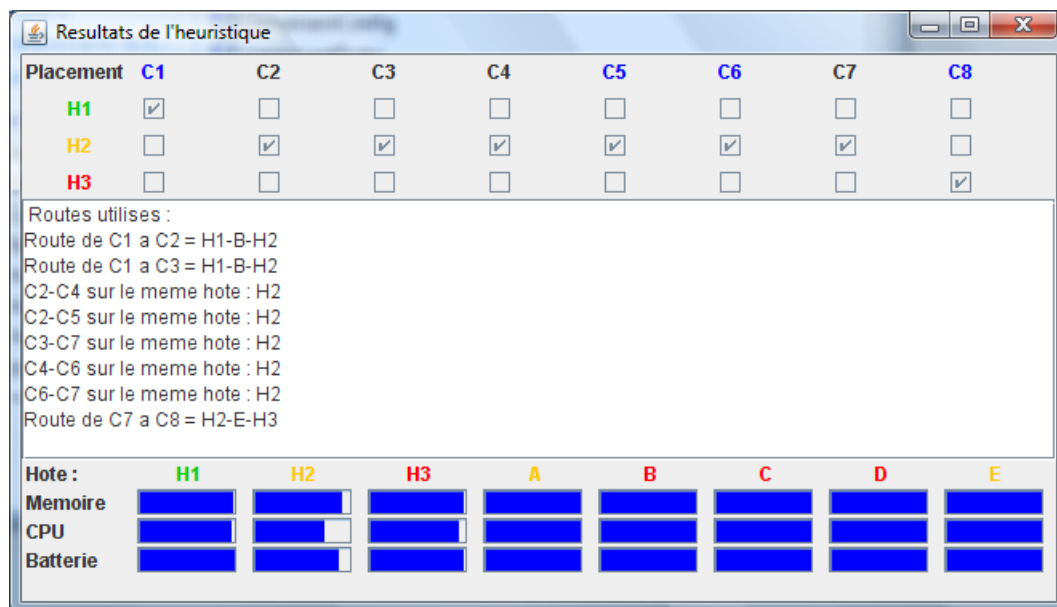 Resultats de l'heuristique
Placement C1 C2 C3 C4 C5 C6 C7 C8
H1
H2
H3
Routes utilises :
Route de C1 a C2 = H1-B-H2
Route de C1 a C3 = H1-B-H2
C2-C4 sur le meme hote : H2
C2-C5 sur le meme hote : H2
C3-C7 sur le meme hote : H2
C4-C6 sur le meme hote : H2
C6-C7 sur le meme hote : H2
Route de C7 a C8 = H2-E-H3
Hote : H1 H2 H3 A B C D E
Memoire
CPU
Batterie